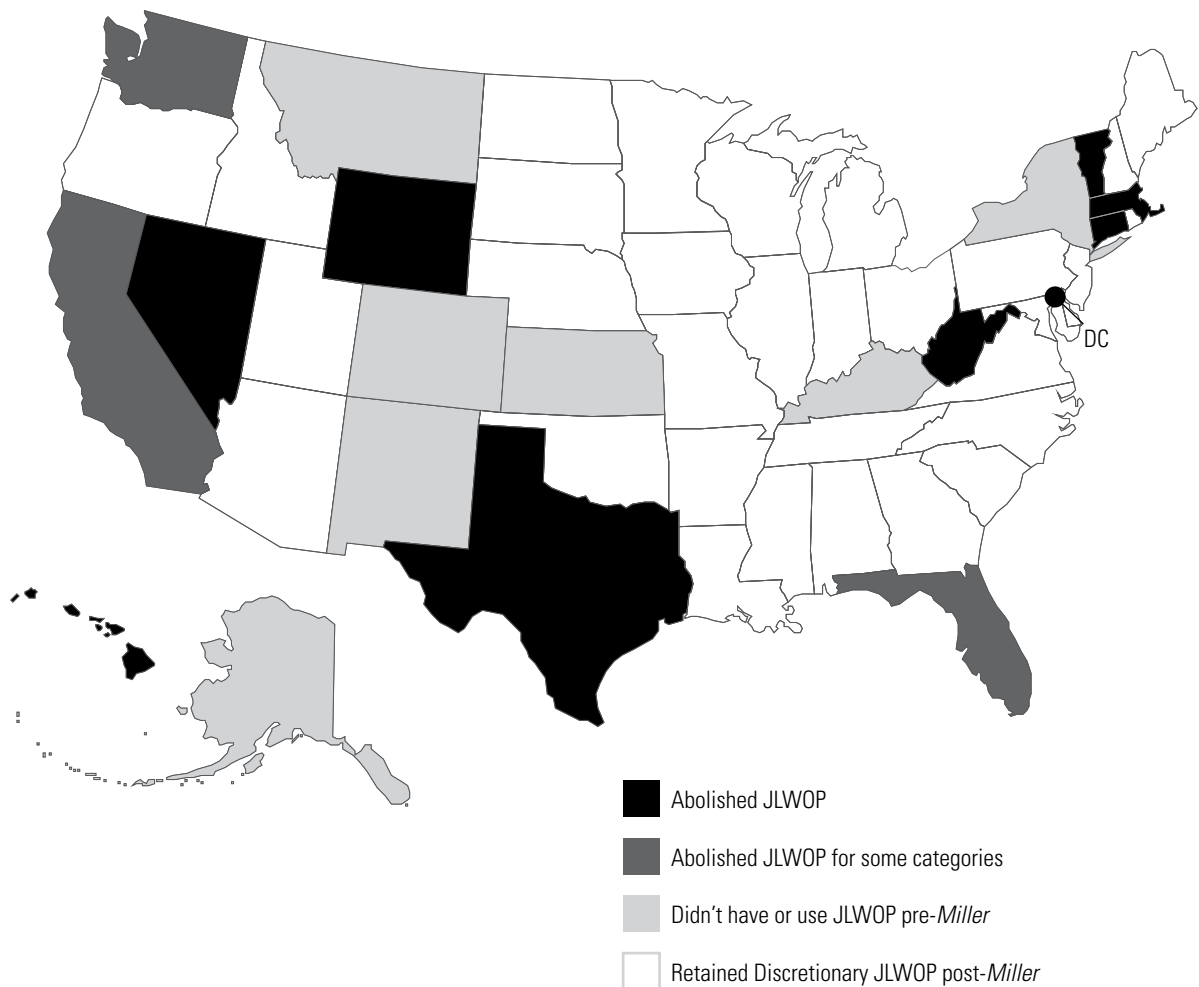 DC
Abolished JLWOP
Abolished JLWOP for some categories
Didn't have or use JLWOP pre-Miller
Retained Discretionary JLWOP post-Miller